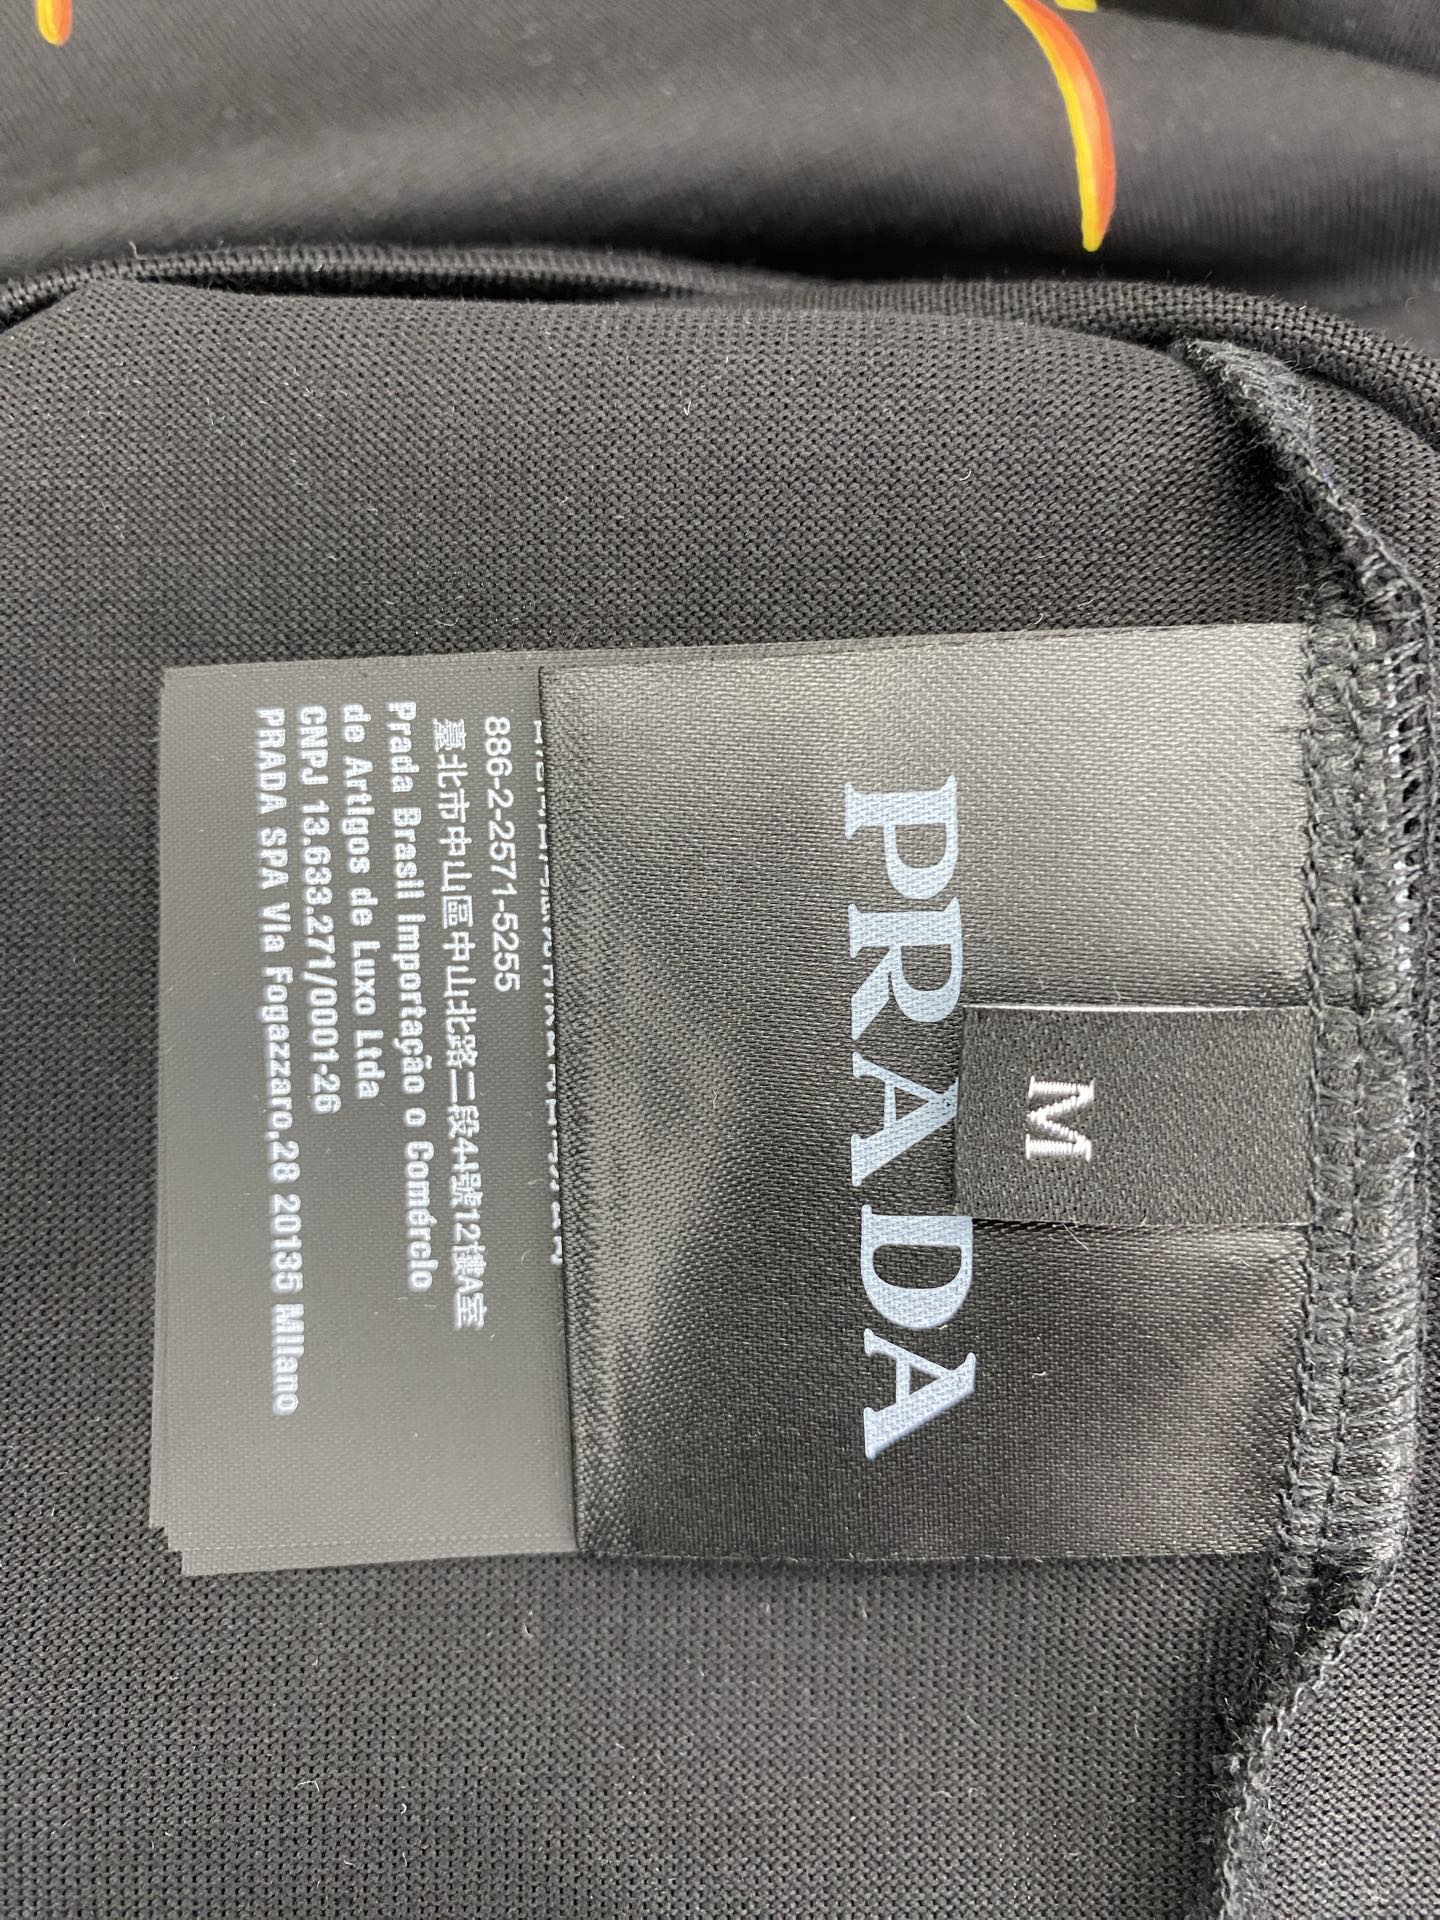 M
PRADA
886-2-2571-5255
臺北市中山區中山北路二段44號12樓A室
Prada Brasil Importação o Comérclo
de Artigos de Luxo Ltda
CNPJ 13.633.271/0001-26
PRADA SPA Via Fogazzaro,28 20135 Milano